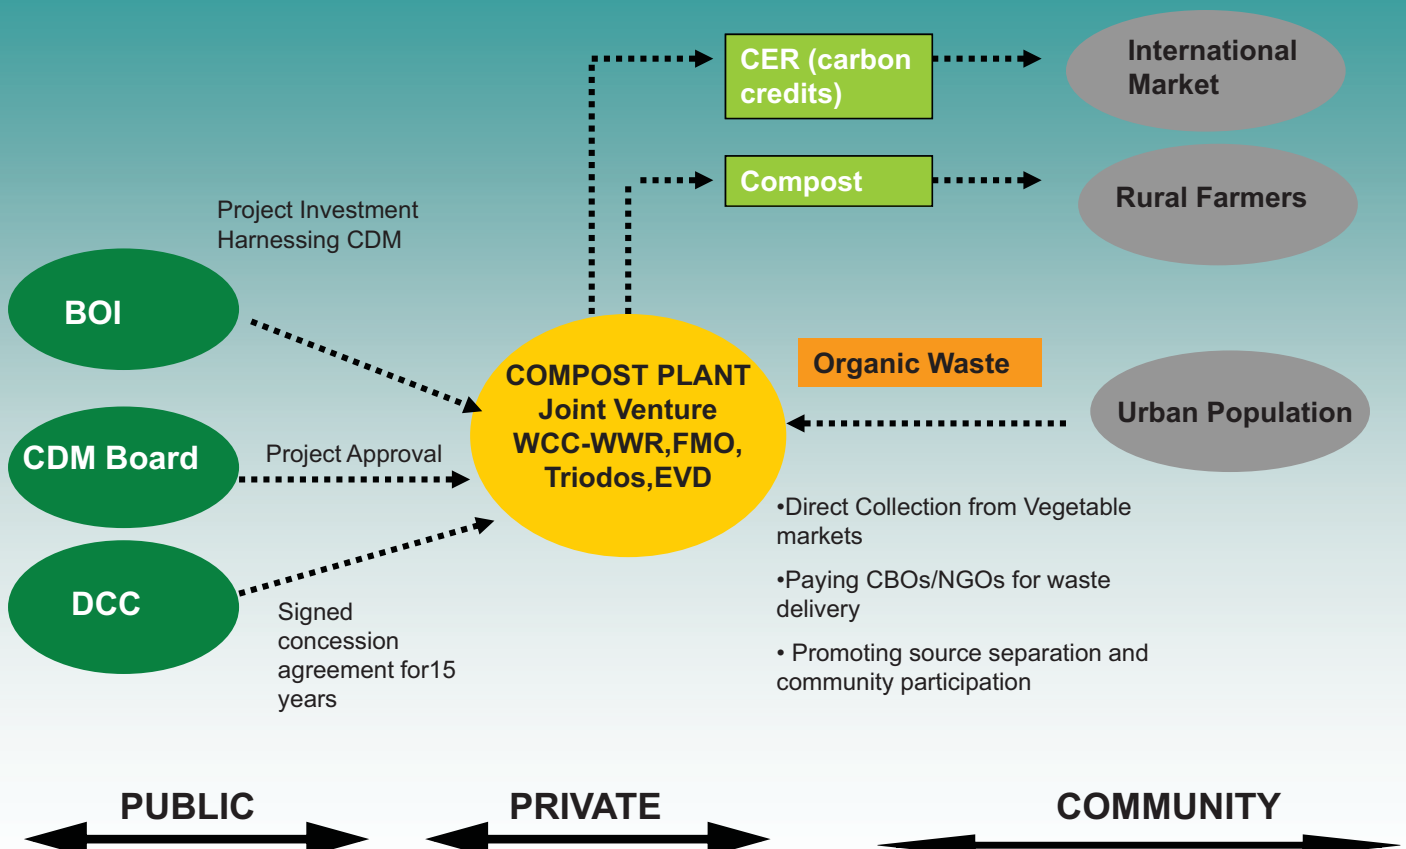 CER (carbon
credits)
International
Market
Compost
Rural Farmers
Project Investment
Harnessing CDM
BOI
CDM Board
Project Approval
DCC
Signed
concession
agreement for15
years
COMPOST PLANT
Joint Venture
WCC-WWR,FMO,
Triodos,EVD
Organic Waste
Urban Population
•Direct Collection from Vegetable
markets
•Paying CBOs/NGOs for waste
delivery
• Promoting source separation and
community participation
PUBLIC
PRIVATE
COMMUNITY